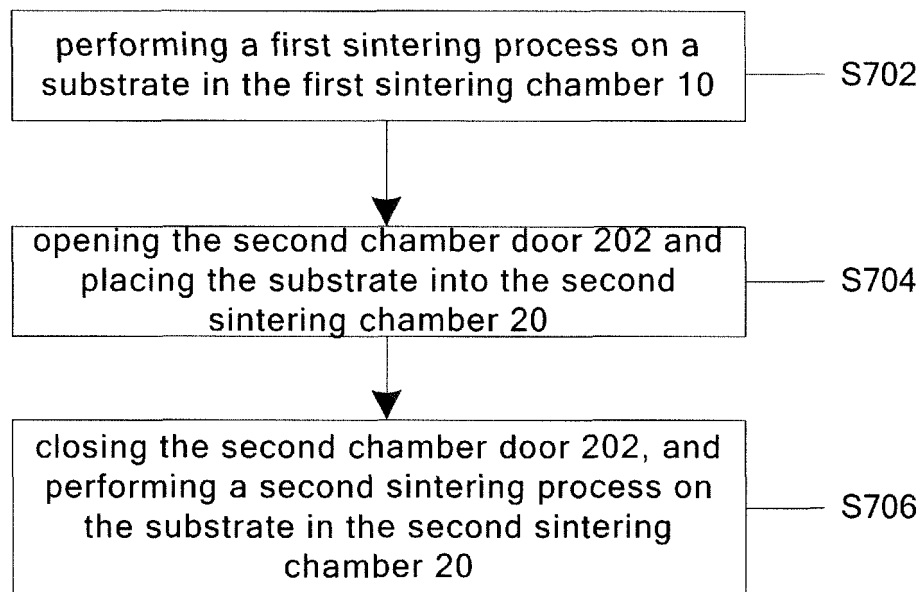 performing a first sintering process on a
substrate in the first sintering chamber 10
S702
opening the second chamber door 202 and
placing the substrate into the second
sintering chamber 20
S704
closing the second chamber door 202, and
performing a second sintering process on
the substrate in the second sintering
chamber 20
S706